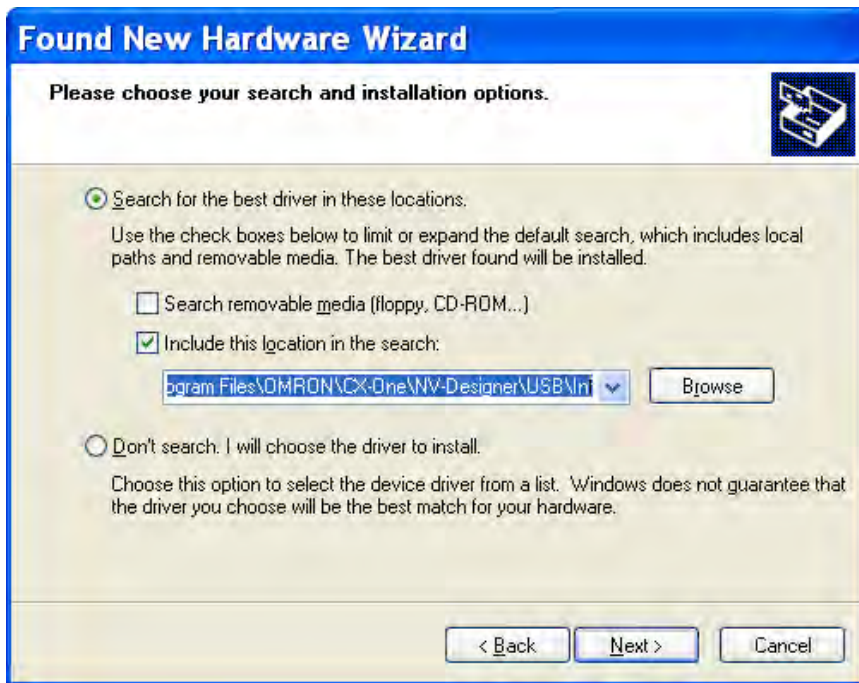 Found New Hardware Wizard
Please choose your search and installation options.
Search for the best driver in these locations.
Use the check boxes below to limit or expand the default search, which includes local
paths and removable media. The best driver found will be installed.
Search removable media (floppy, CD-ROM...)
Include this location in the search:
ogram Files\OMRON\CX-One\NV-Designer\USB\Inf
Browse
Don't search. I will choose the driver to install.
Choose this option to select the device driver from a list. Windows does not guarantee that
the driver you choose will be the best match for your hardware.
< Back Next > Cancel